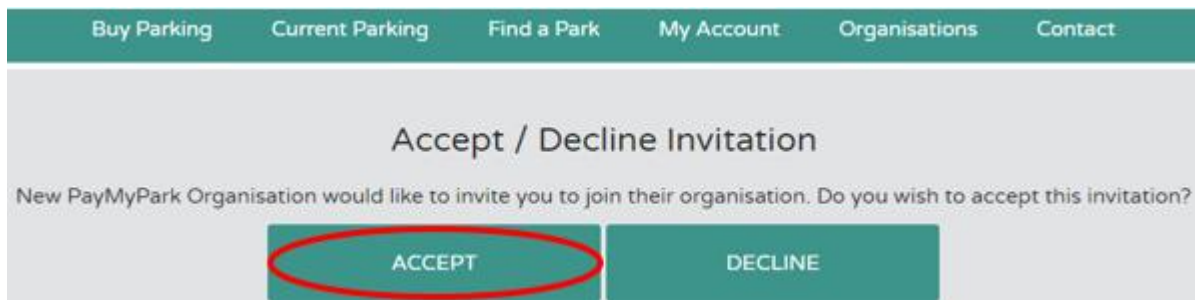 Buy Parking Current Parking Find a Park My Account Organisations Contact
Accept / Decline Invitation
New PayMyPark Organisation would like to invite you to join their organisation. Do you wish to accept this invitation?
ACCEPT DECLINE